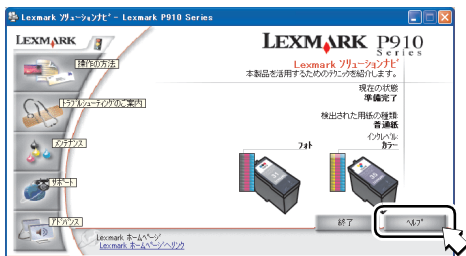 Lexmark ソリューションナビ - Lexmark P910 Series
LEXMARK
LEXMARK P910
Series
操作の方法
トラブルシューティングのご案内
メンテナンス
サポート
アドバンス
Lexmark ソリューションナビ
本製品を活用するためのテクニックを紹介します。
現在の状態
準備完了
検出された用紙の種類:
普通紙
インクレベル:
フォト
カラー
31
35
終了
ヘルプ
Lexmark ホームページ
Lexmark ホームページへリンク